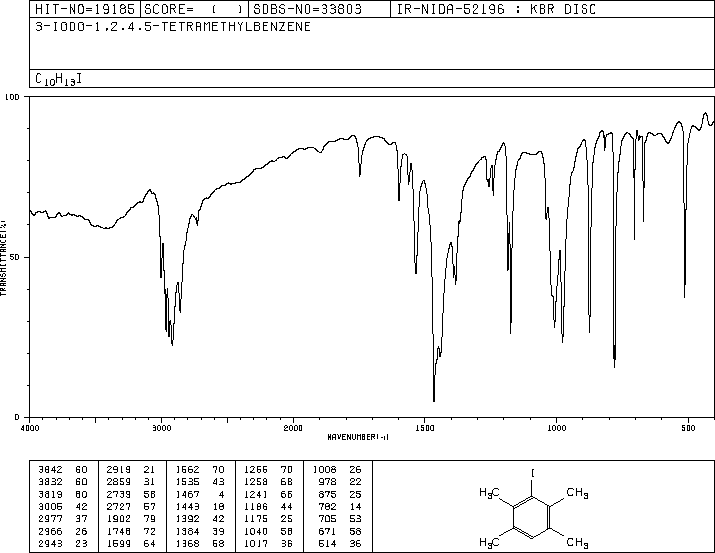 HIT-NO=19185 SCORE= ( ) SDBS-NO=33803 IR-NIDA-52196 : KBR DISC
3-IODO-1,2,4,5-TETRAMETHYLBENZENE
C10H13I
100
50
0
TRANSMITTANCE(%)
4000 3000 2000 1500 1000 500
WAVENUMBER(-1)
3842 60 2919 21 1562 70 1255 70 1008 26
3832 60 2859 31 1535 43 1258 68 978 22
3819 60 2739 58 1467 4 1241 66 875 25
3005 42 2727 57 1443 18 1186 44 782 14
2977 37 1902 79 1392 42 1175 25 705 53
2966 26 1748 72 1384 39 1040 58 671 58
2943 23 1599 64 1368 58 1017 36 514 36
I
H3C CH3
H3C CH3